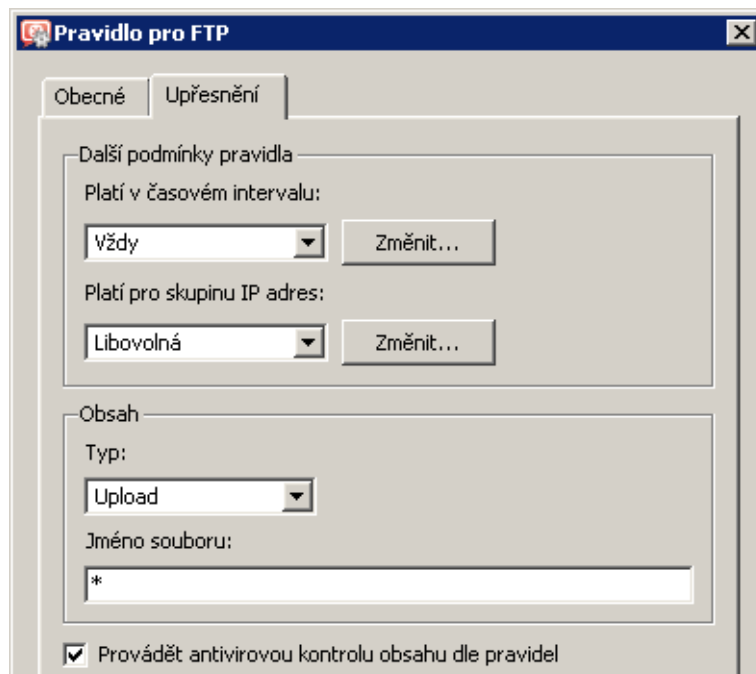 Pravidlo pro FTP
Obecné
Upřesnění
Další podmínky pravidla
Platí v časovém intervalu:
Vždy
Změnit...
Platí pro skupinu IP adres:
Libovolná
Změnit...
Obsah
Typ:
Upload
Jméno souboru:
*
Provádět antivirovou kontrolu obsahu dle pravidel